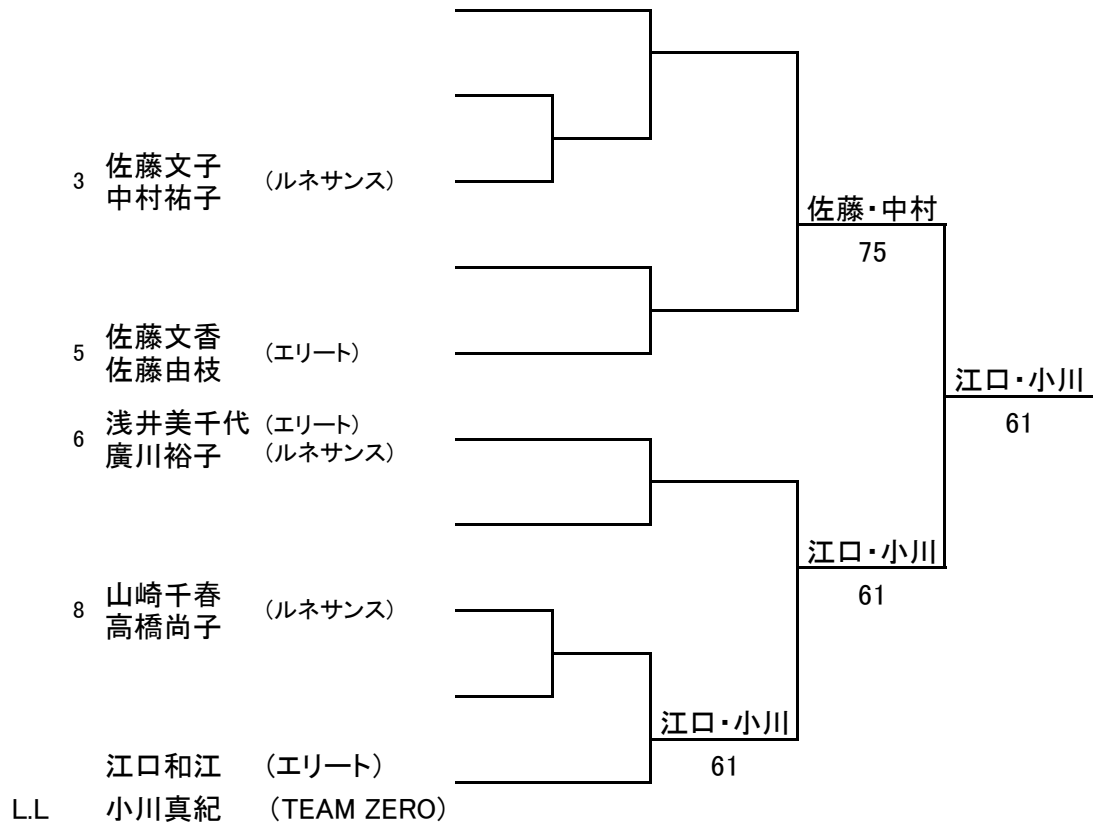 3 佐藤文子 (ルネサンス)
中村祐子
佐藤・中村
75
5 佐藤文香 (エリート)
佐藤由枝
江口・小川
61
6 浅井美千代 (エリート)
廣川裕子 (ルネサンス)
江口・小川
61
8 山崎千春 (ルネサンス)
高橋尚子
江口・小川
61
江口和江 (エリート)
L.L 小川真紀 (TEAM ZERO)